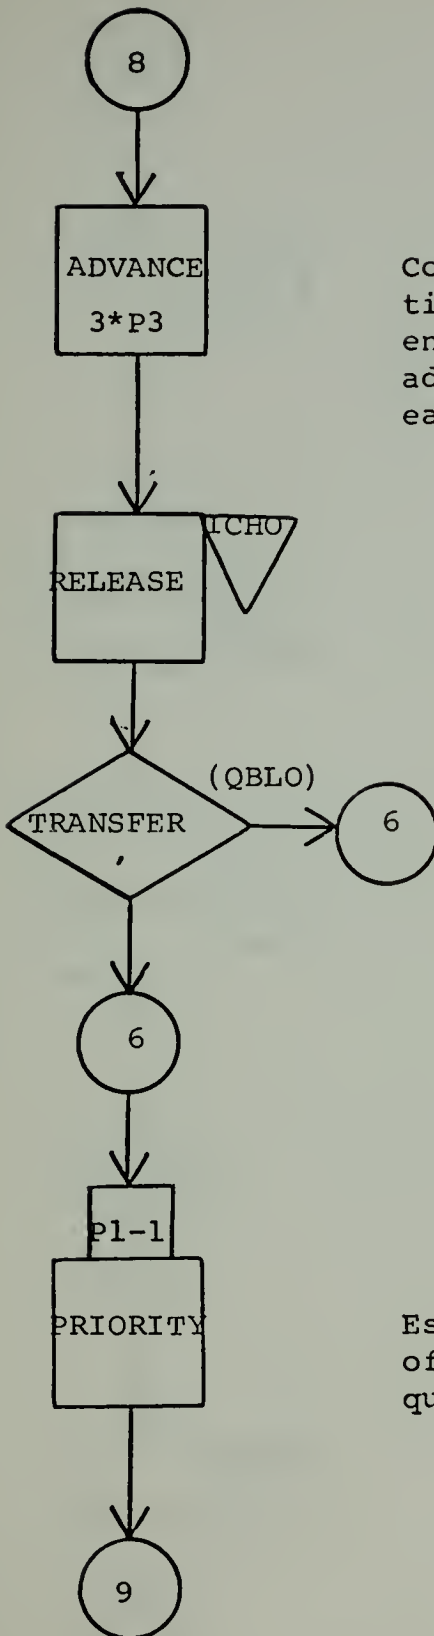 8
ADVANCE
3*P3
Co
ti
en
ad
ea
RELEASE
ICHO
TRANSFER
,
(QBLO)
6
6
P1-1
PRIORITY
Es
of
qu
9